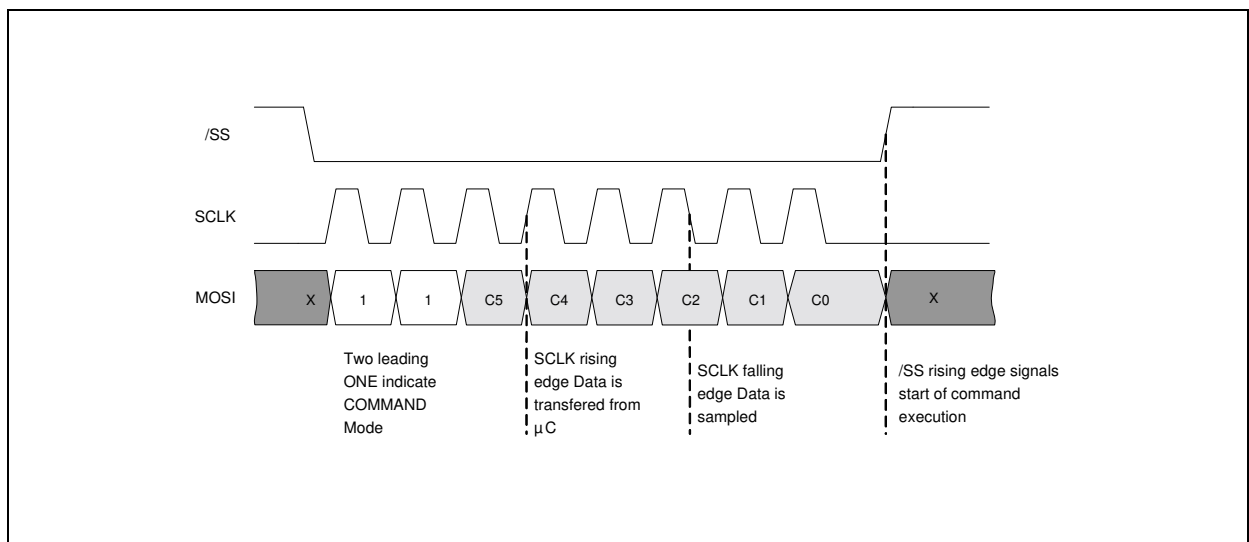 /SS
SCLK
MOSI
X
1
1
C5
C4
C3
C2
C1
C0
X
Two leading
ONE indicate
COMMAND
Mode
SCLK rising
edge Data is
transfered from
µC
SCLK falling
edge Data is
sampled
/SS rising edge signals
start of command
execution